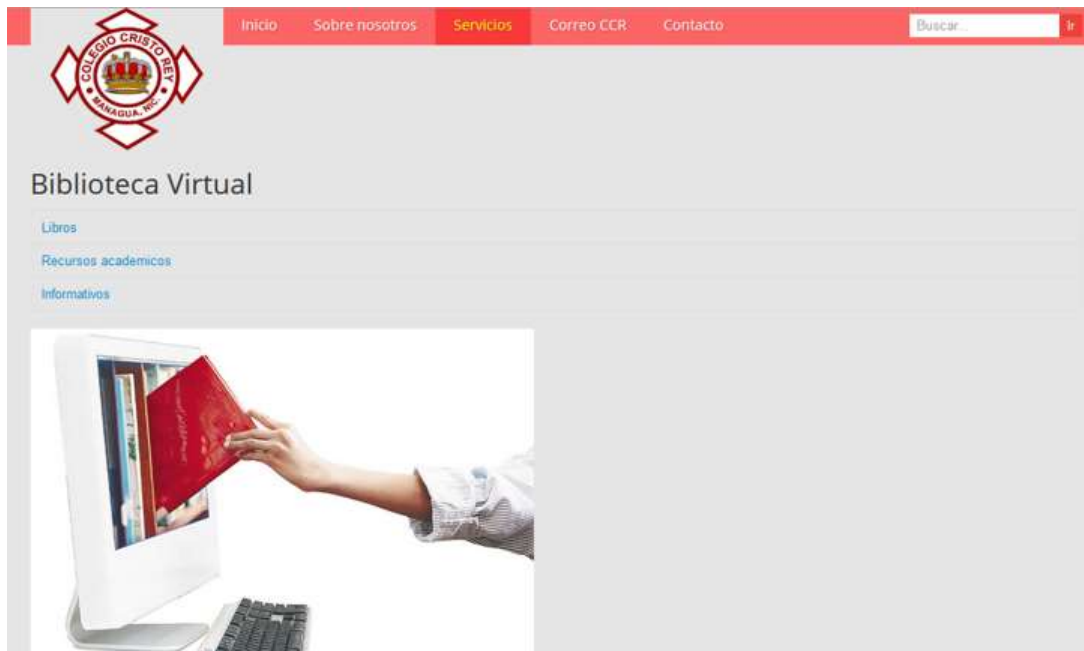 Inicio Sobre nosotros Servicios Correo CCR Contacto Buscar... Ir
COLEGIO CRISTO REY
MANAGUA, NIC.
Biblioteca Virtual
Libros
Recursos academicos
Informativos